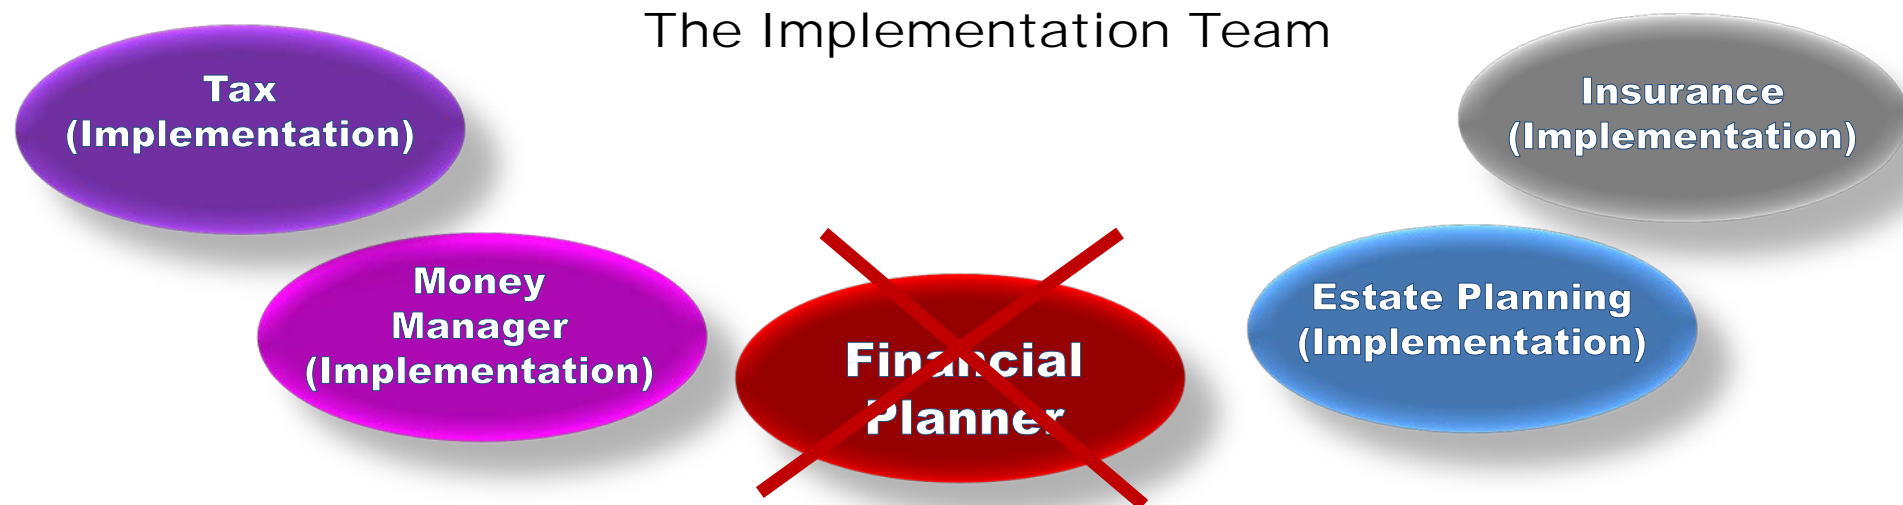 The Implementation Team
Tax
(Implementation)
Money
Manager
(Implementation)
Financial
Planner
Estate Planning
(Implementation)
Insurance
(Implementation)